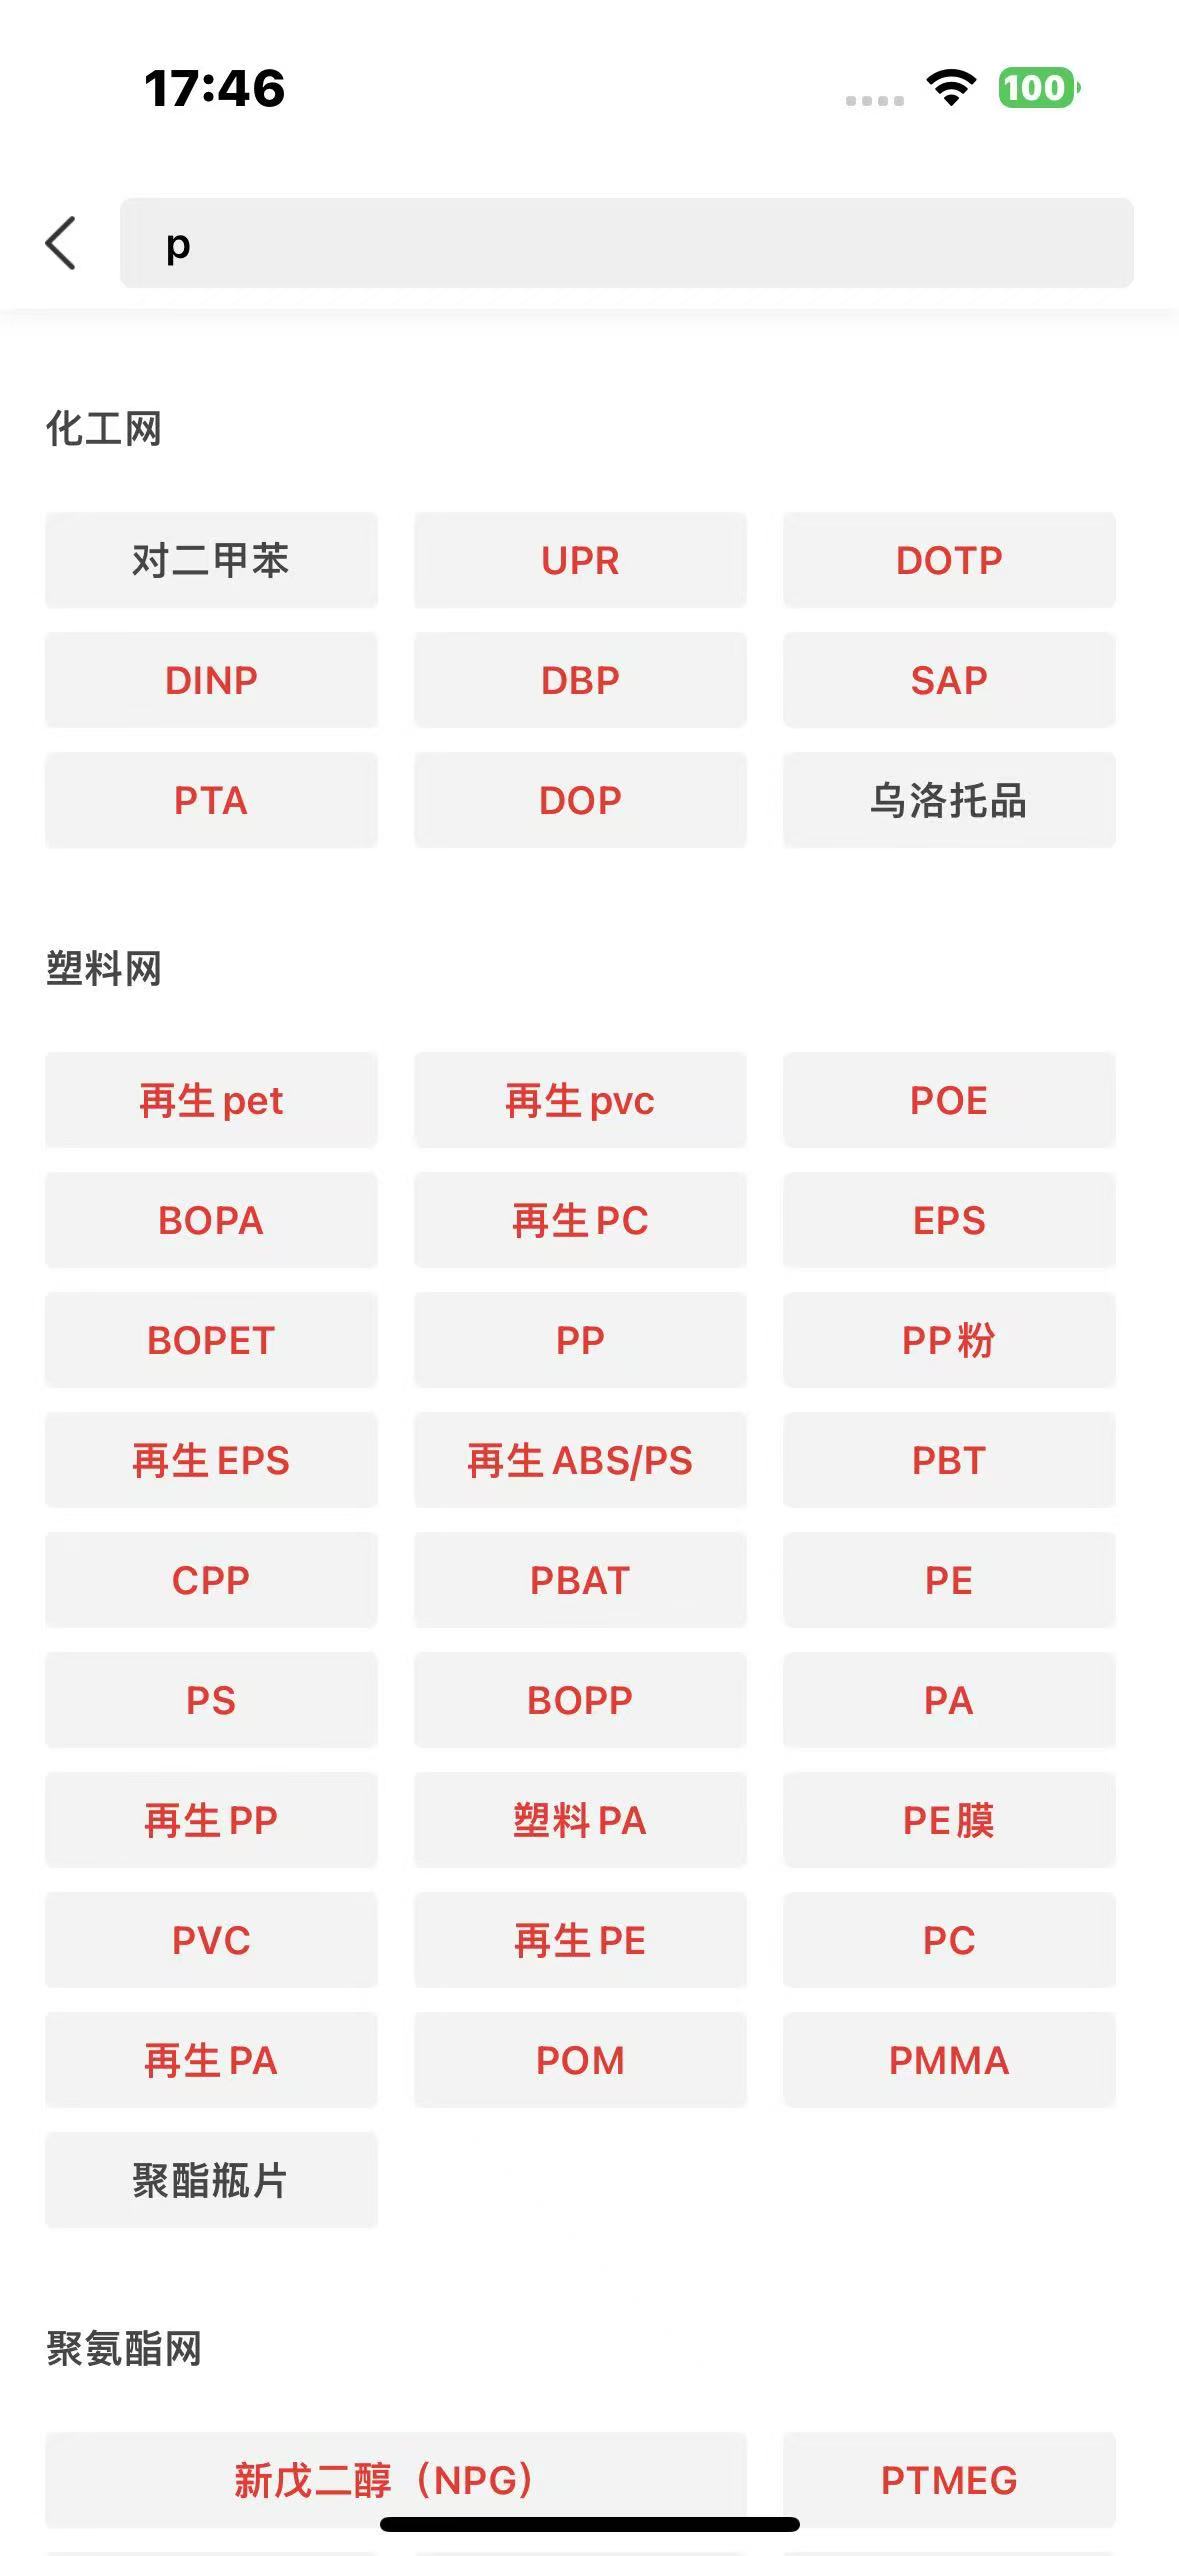 17:46
100
p
化工网
对二甲苯 UPR DOTP
DINP DBP SAP
PTA DOP 乌洛托品
塑料网
再生pet 再生pvc POE
BOPA 再生PC EPS
BOPET PP PP粉
再生EPS 再生ABS/PS PBT
CPP PBAT PE
PS BOPP PA
再生PP 塑料PA PE膜
PVC 再生PE PC
再生PA POM PMMA
聚酯瓶片
聚氨酯网
新戊二醇（NPG） PTMEG